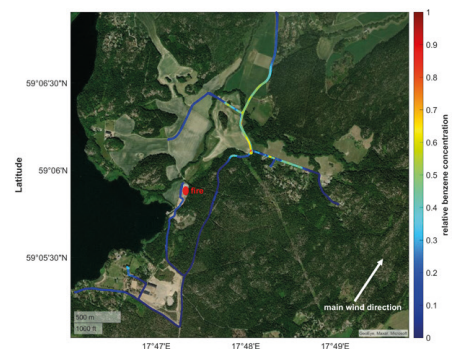 59°06'30"N
59°06'N
59°05'30"N
Latitude
fire
main wind direction
500 m
1000 ft
17°47'E
17°48'E
17°49'E
1
0.9
0.8
0.7
0.6
0.5
0.4
0.3
0.2
0.1
0
relative benzene concentration